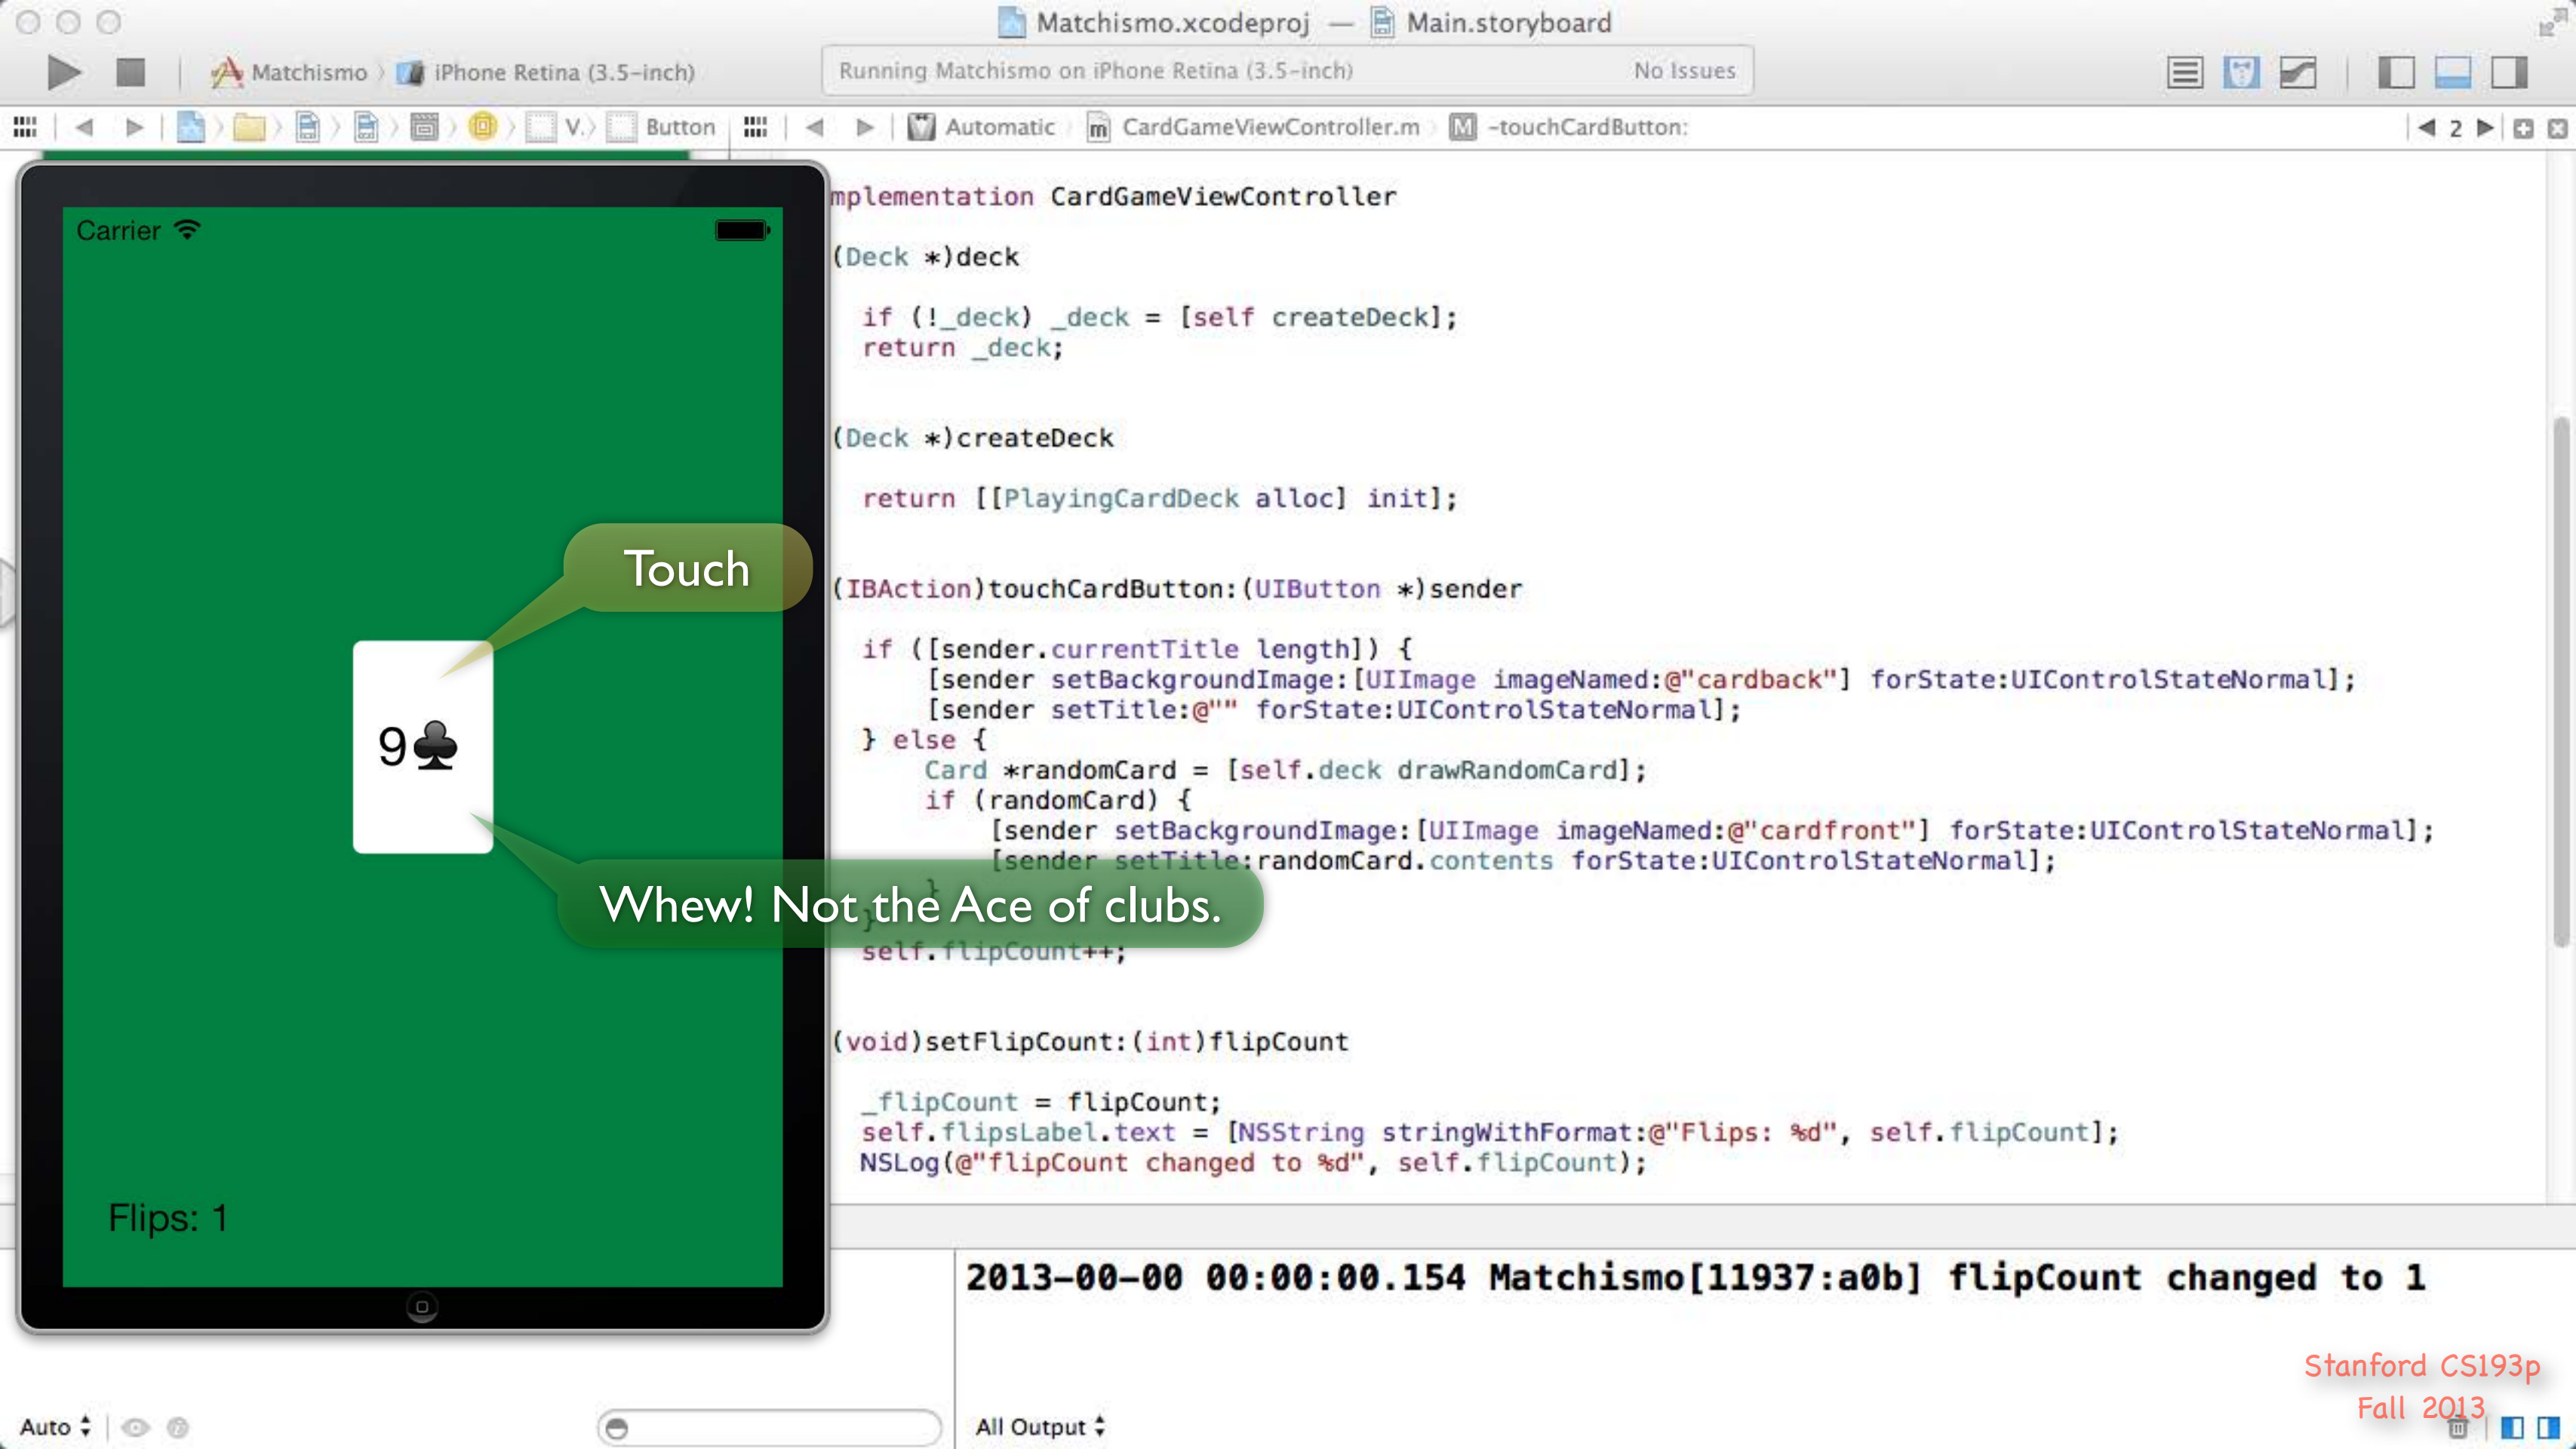 Matchismo.xcodeproj — Main.storyboard
Matchismo iPhone Retina (3.5-inch)
Running Matchismo on iPhone Retina (3.5-inch) No Issues
V. Button
Automatic CardGameViewController.m M -touchCardButton: 2
Carrier
Touch
9♣
Whew! Not the Ace of clubs.
Flips: 1
mplementation CardGameViewController
(Deck *)deck
if (!_deck) _deck = [self createDeck];
return _deck;
(Deck *)createDeck
return [[PlayingCardDeck alloc] init];
(IBAction)touchCardButton:(UIButton *)sender
if ([sender.currentTitle length]) {
[sender setBackgroundImage:[UIImage imageNamed:@"cardback"] forState:UIControlStateNormal];
[sender setTitle:@"" forState:UIControlStateNormal];
} else {
Card *randomCard = [self.deck drawRandomCard];
if (randomCard) {
[sender setBackgroundImage:[UIImage imageNamed:@"cardfront"] forState:UIControlStateNormal];
[sender setTitle:randomCard.contents forState:UIControlStateNormal];
}
}
self.flipCount++;
(void)setFlipCount:(int)flipCount
_flipCount = flipCount;
self.flipsLabel.text = [NSString stringWithFormat:@"Flips: %d", self.flipCount];
NSLog(@"flipCount changed to %d", self.flipCount);
2013-00-00 00:00:00.154 Matchismo[11937:a0b] flipCount changed to 1
Stanford CS193p
Fall 2013
Auto
All Output